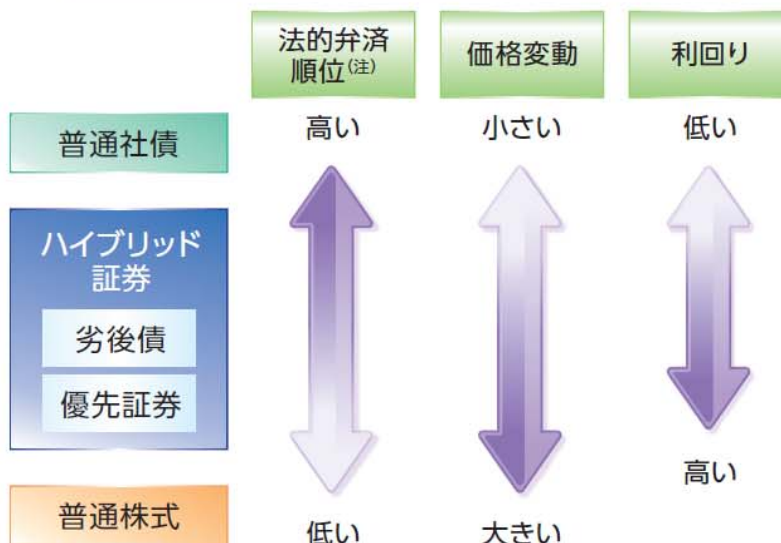 法的弁済
順位(注)
価格変動
利回り
普通社債
高い
小さい
低い
ハイブリッド
証券
劣後債
優先証券
高い
普通株式
低い
大きい